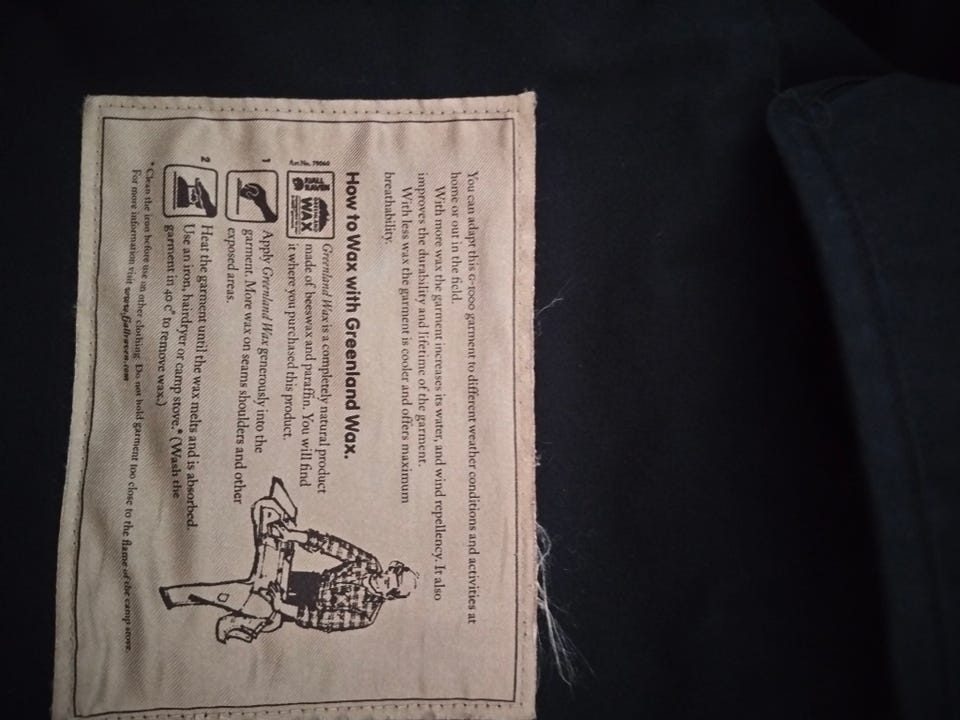 You can adapt this G-1000 garment to different weather conditions and activities at
home or out in the field.
With more wax the garment increases its water, and wind repellency. It also
improves the durability and lifetime of the garment.
With less wax the garment is cooler and offers maximum
breathability.
How to Wax with Greenland Wax.
Art No. 79060
FJÄLL
RÄVEN
GREENLAND
WAX
Greenland Wax is a completely natural product
made of beeswax and paraffin. You will find
it where you purchased this product.
1
Apply Greenland Wax generously into the
garment. More wax on seams shoulders and other
exposed areas.
2
Heat the garment until the wax melts and is absorbed.
Use an iron, hairdryer or camp stove.* (Wash the
garment in 40 c° to remove wax.)
*Clean the iron before use on other clothing. Do not hold garment too close to the flame of the camp stove.
For more information visit www.fjallraven.com